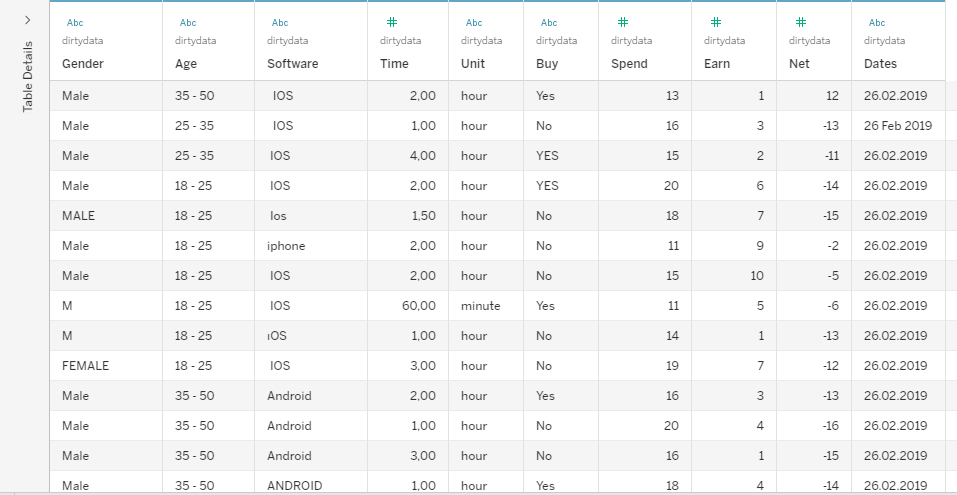 Table Details
Abc Abc Abc # Abc Abc # # # Abc
dirtydata dirtydata dirtydata dirtydata dirtydata dirtydata dirtydata dirtydata dirtydata dirtydata
Gender Age Software Time Unit Buy Spend Earn Net Dates
Male 35 - 50 IOS 2,00 hour Yes 13 1 12 26.02.2019
Male 25 - 35 IOS 1,00 hour No 16 3 -13 26 Feb 2019
Male 25 - 35 IOS 4,00 hour YES 15 2 -11 26.02.2019
Male 18 - 25 IOS 2,00 hour YES 20 6 -14 26.02.2019
MALE 18 - 25 Ios 1,50 hour No 18 7 -15 26.02.2019
Male 18 - 25 iphone 2,00 hour No 11 9 -2 26.02.2019
Male 18 - 25 IOS 2,00 hour No 15 10 -5 26.02.2019
M 18 - 25 IOS 60,00 minute Yes 11 5 -6 26.02.2019
M 18 - 25 ıOS 1,00 hour No 14 1 -13 26.02.2019
FEMALE 18 - 25 IOS 3,00 hour No 19 7 -12 26.02.2019
Male 35 - 50 Android 2,00 hour Yes 16 3 -13 26.02.2019
Male 35 - 50 Android 1,00 hour No 20 4 -16 26.02.2019
Male 35 - 50 Android 3,00 hour No 16 1 -15 26.02.2019
Male 35 - 50 ANDROID 1,00 hour Yes 18 4 -14 26.02.2019